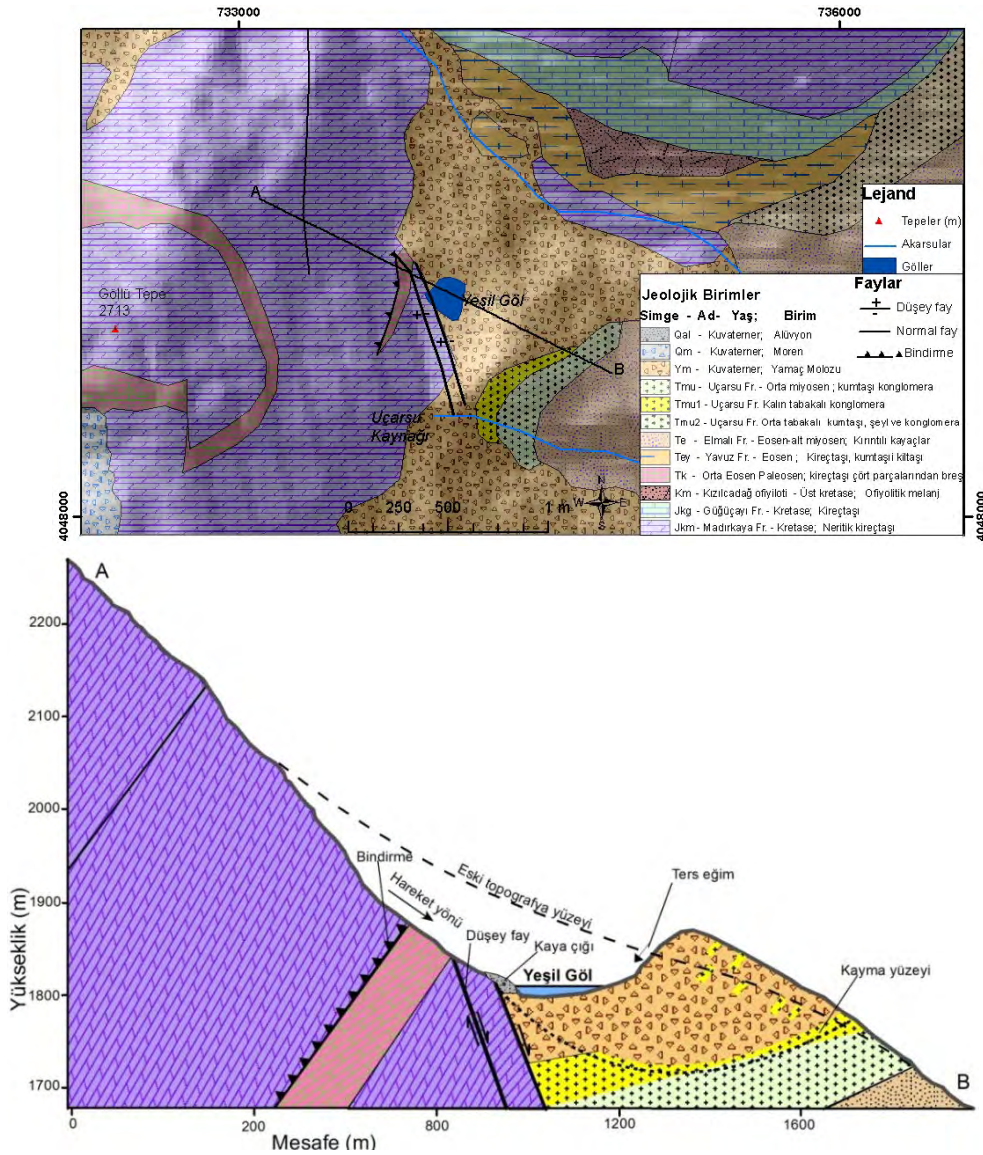 733000
736000
A
Göllü Tepe
2713
Yeşil Göl
B
Uçarsu
Kaynağı
N
W E
S
0 250 500 1 m
4048000
4048000
Lejand
Tepeler (m)
Akarsular
Göller
Jeolojik Birimler
Simge - Ad- Yaş; Birim
Qal - Kuvaterner; Alüvyon
Qm - Kuvaterner; Moren
Ym - Kuvaterner; Yamaç Molozu
Tmu - Uçarsu Fr. - Orta miyosen ; kumtaşı konglomera
Tmu1 - Uçarsu Fr. Kalın tabakalı konglomera
Tmu2 - Uçarsu Fr. Orta tabakalı kumtaşı, şeyl ve konglomera
Te - Elmalı Fr. - Eosen-alt miyosen; Kırıntılı kayaçlar
Tey - Yavuz Fr. - Eosen ; Kireçtaşı, kumtaşıi kiltaşı
Tk - Orta Eosen Paleosen; kireçtaşı çört parçalarından breş
Km - Kızılcadağ ofiyiloti - Üst kretase; Ofiyolitik melanj
Jkg - Güğüçayı Fr. - Kretase; Kireçtaşı
Jkm - Madırkaya Fr. - Kretase; Neritik kireçtaşı
Faylar
Düşey fay
Normal fay
Bindirme
A
2200
2100
2000
1900
1800
1700
Yükseklik (m)
Bindirme
Hareket yönü
Eski topografya yüzeyi
Ters eğim
Düşey fay
Kaya çığı
Yeşil Göl
Kayma yüzeyi
B
0 200 400 800 1200 1600
Mesafe (m)